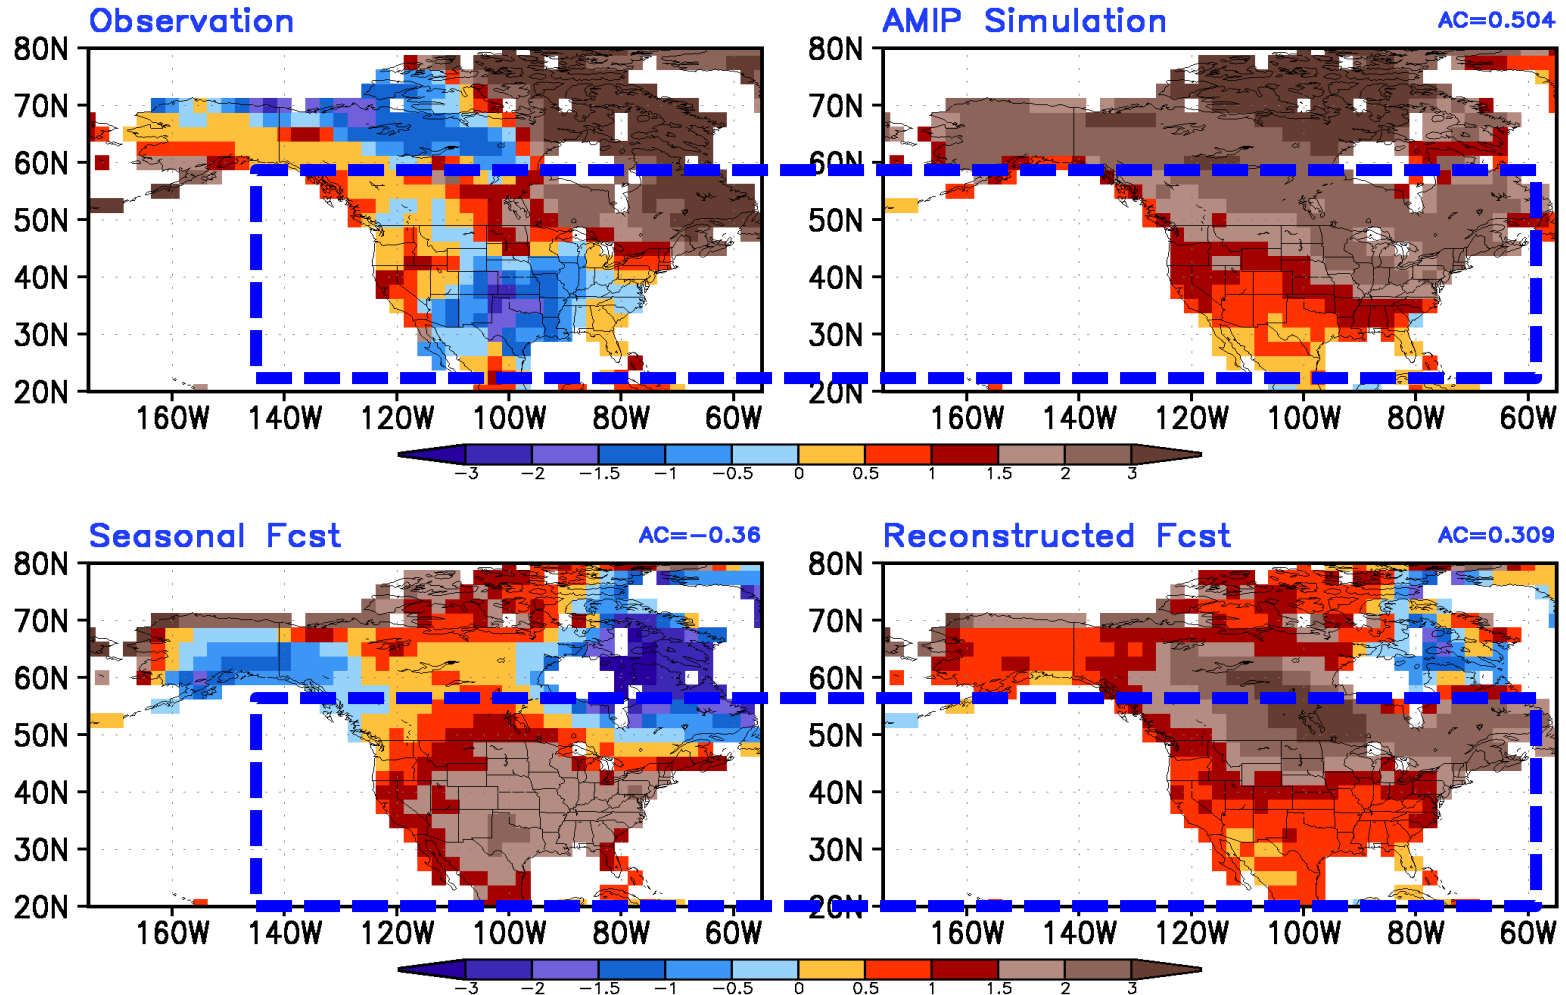 Observation
AMIP Simulation AC=0.504
80N 80N
70N 70N
60N 60N
50N 50N
40N 40N
30N 30N
20N 20N
160W 140W 120W 100W 80W 60W 160W 140W 120W 100W 80W 60W
−3 −2 −1.5 −1 −0.5 0 0.5 1 1.5 2 3
Seasonal Fcst AC=−0.36
Reconstructed Fcst AC=0.309
80N 80N
70N 70N
60N 60N
50N 50N
40N 40N
30N 30N
20N 20N
160W 140W 120W 100W 80W 60W 160W 140W 120W 100W 80W 60W
−3 −2 −1.5 −1 −0.5 0 0.5 1 1.5 2 3